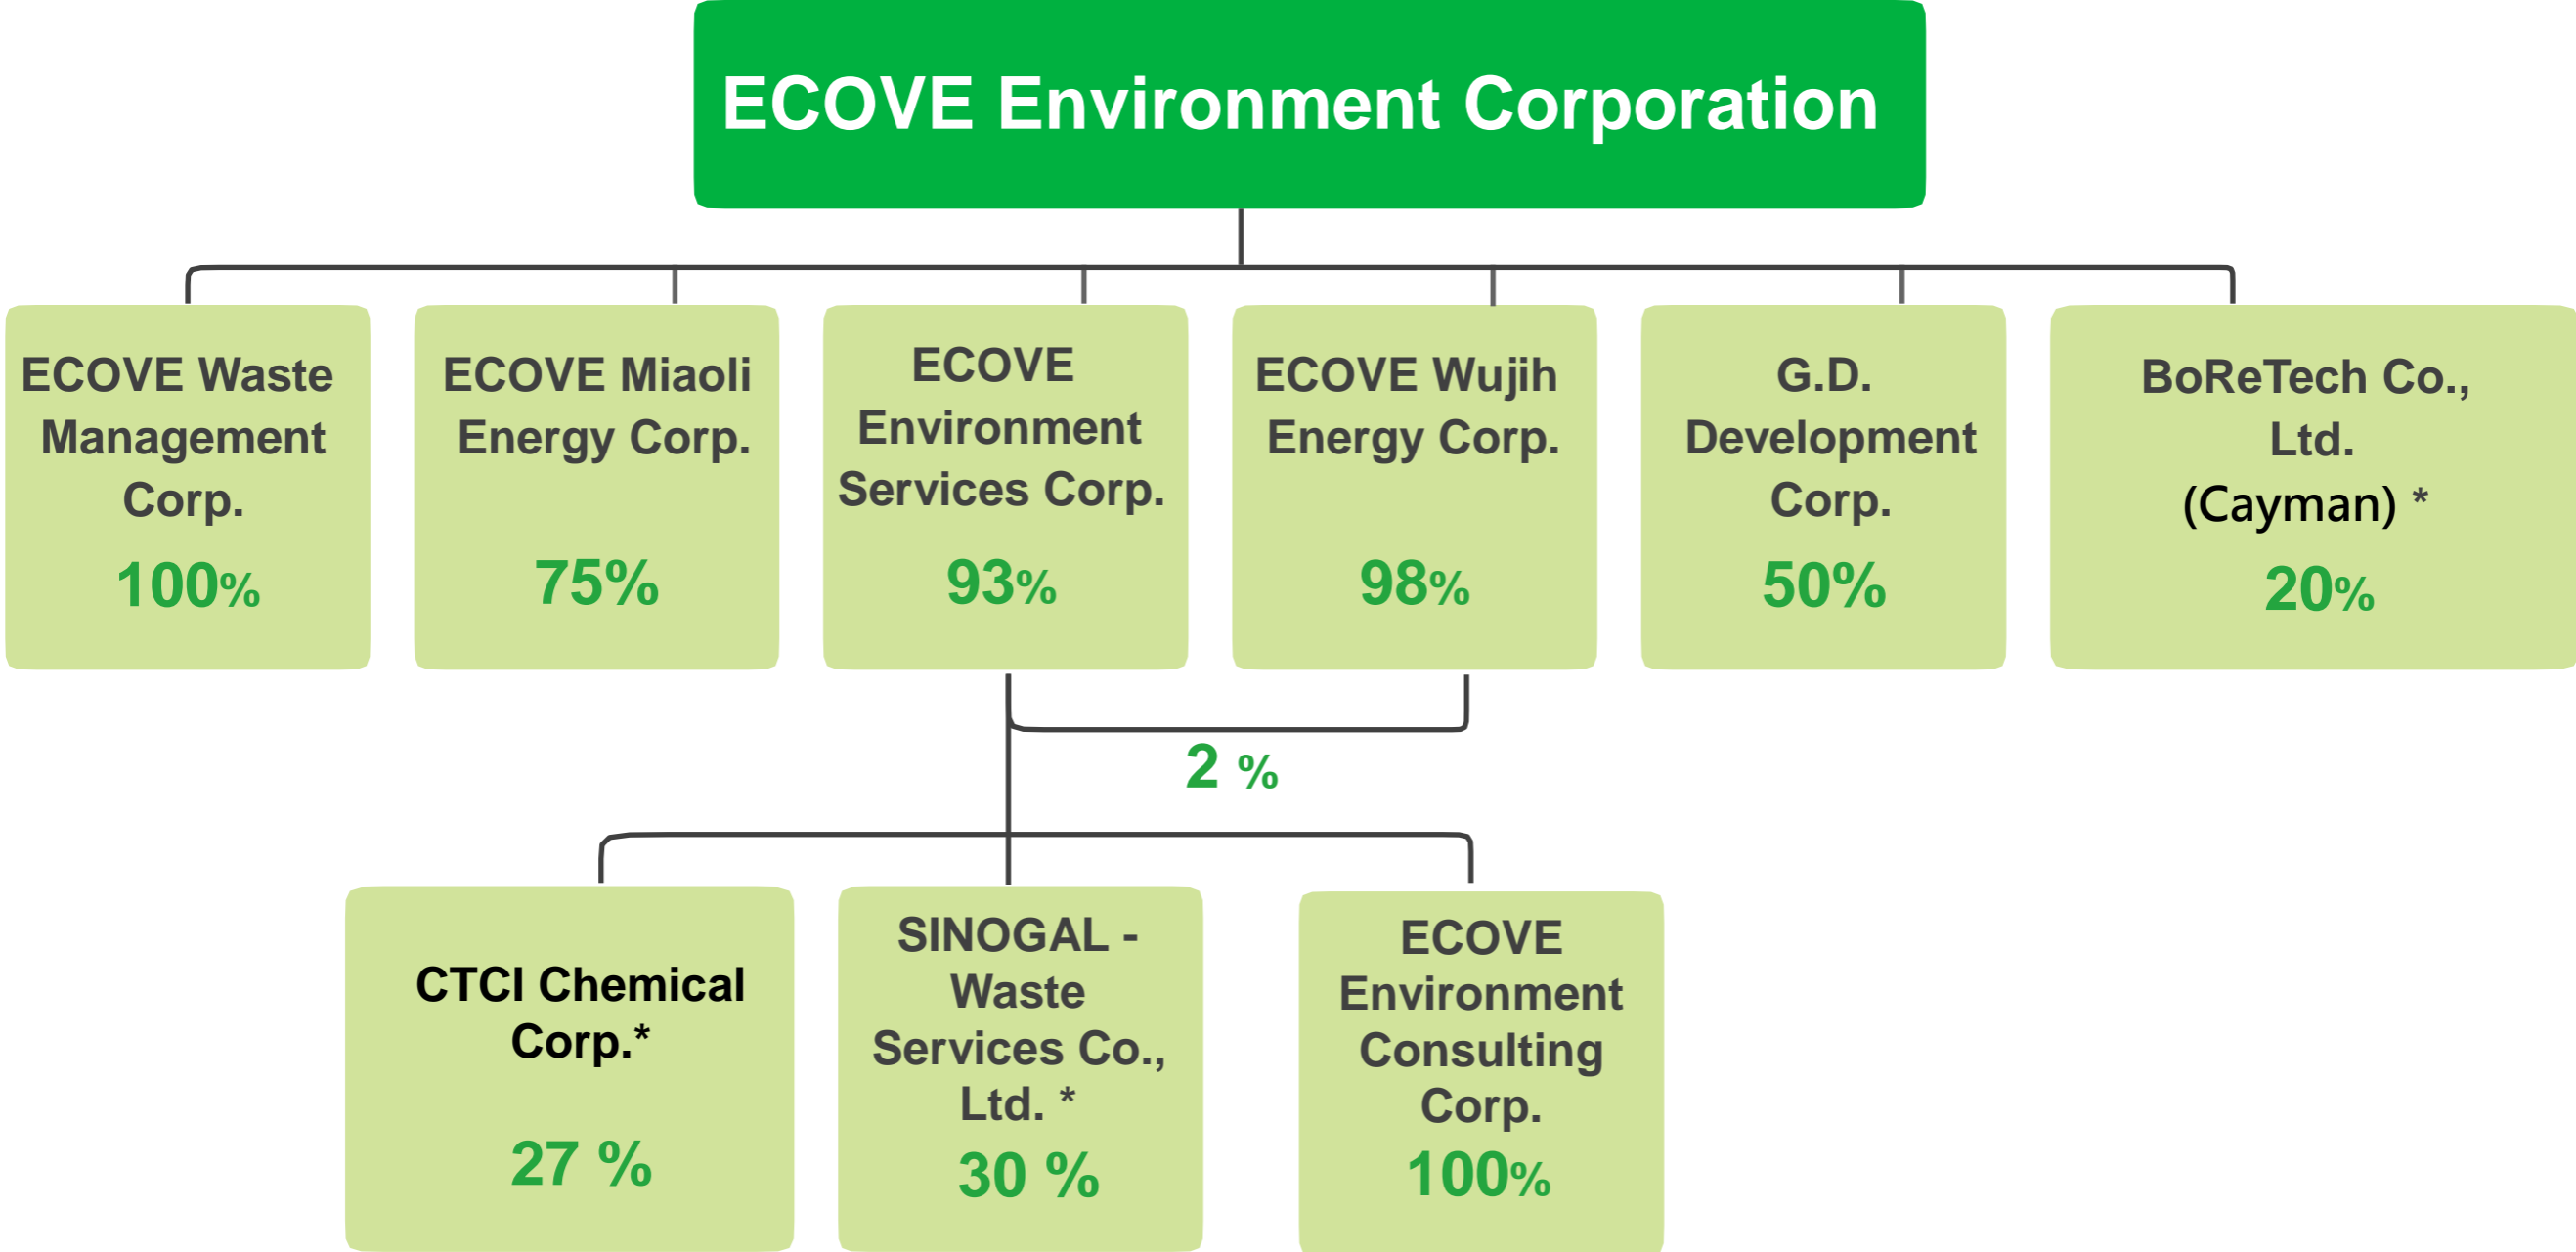 ECOVE Environment Corporation
ECOVE Waste
Management
Corp.
100%
ECOVE Miaoli
Energy Corp.
75%
ECOVE
Environment
Services Corp.
93%
ECOVE Wujih
Energy Corp.
98%
G.D.
Development
Corp.
50%
BoReTech Co.,
Ltd.
(Cayman) *
20%
2 %
CTCI Chemical
Corp.*
27 %
SINOGAL -
Waste
Services Co.,
Ltd. *
30 %
ECOVE
Environment
Consulting
Corp.
100%